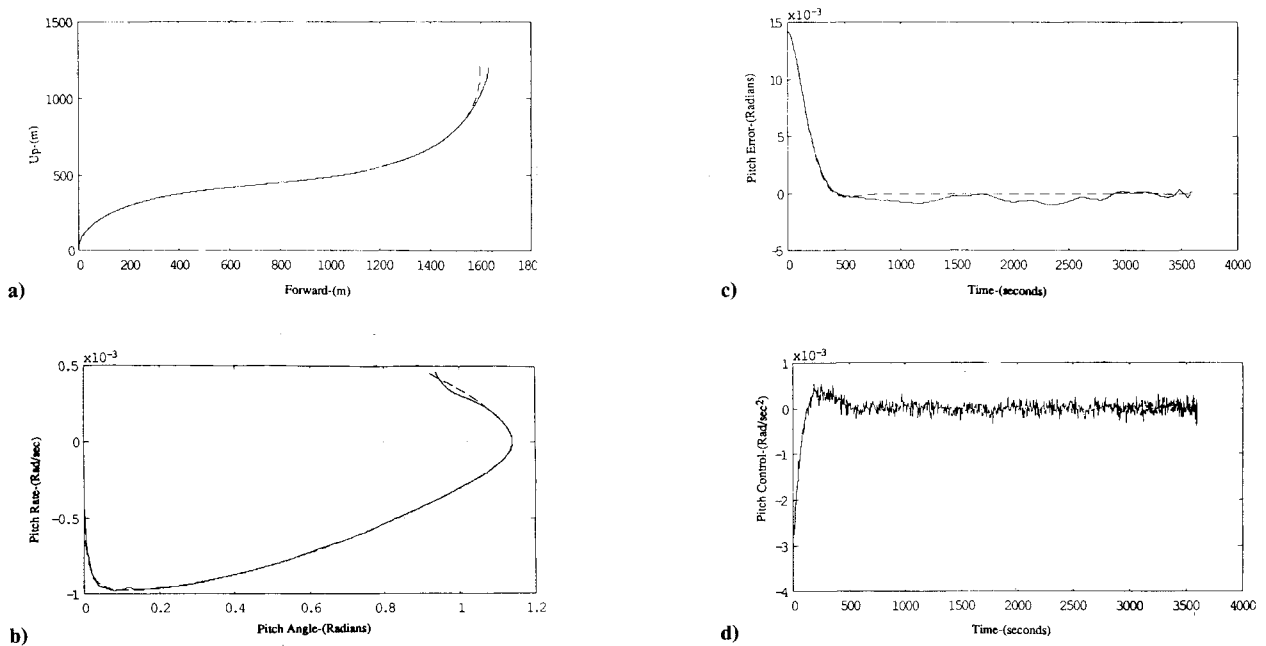 1500
1000
500
0
Up-(m)
0 200 400 600 800 1000 1200 1400 1600 180
Forward-(m)
a)
x10-3
15
10
5
0
-5
Pitch Error-(Radians)
0 500 1000 1500 2000 2500 3000 3500 4000
Time-(seconds)
c)
x10-3
0.5
0
-0.5
-1
Pitch Rate-(Rad/sec)
0 0.2 0.4 0.6 0.8 1 1.2
Pitch Angle-(Radians)
b)
x10-3
1
0
-1
-2
-3
-4
Pitch Control-(Rad/sec2)
0 500 1000 1500 2000 2500 3000 3500 4000
Time-(seconds)
d)